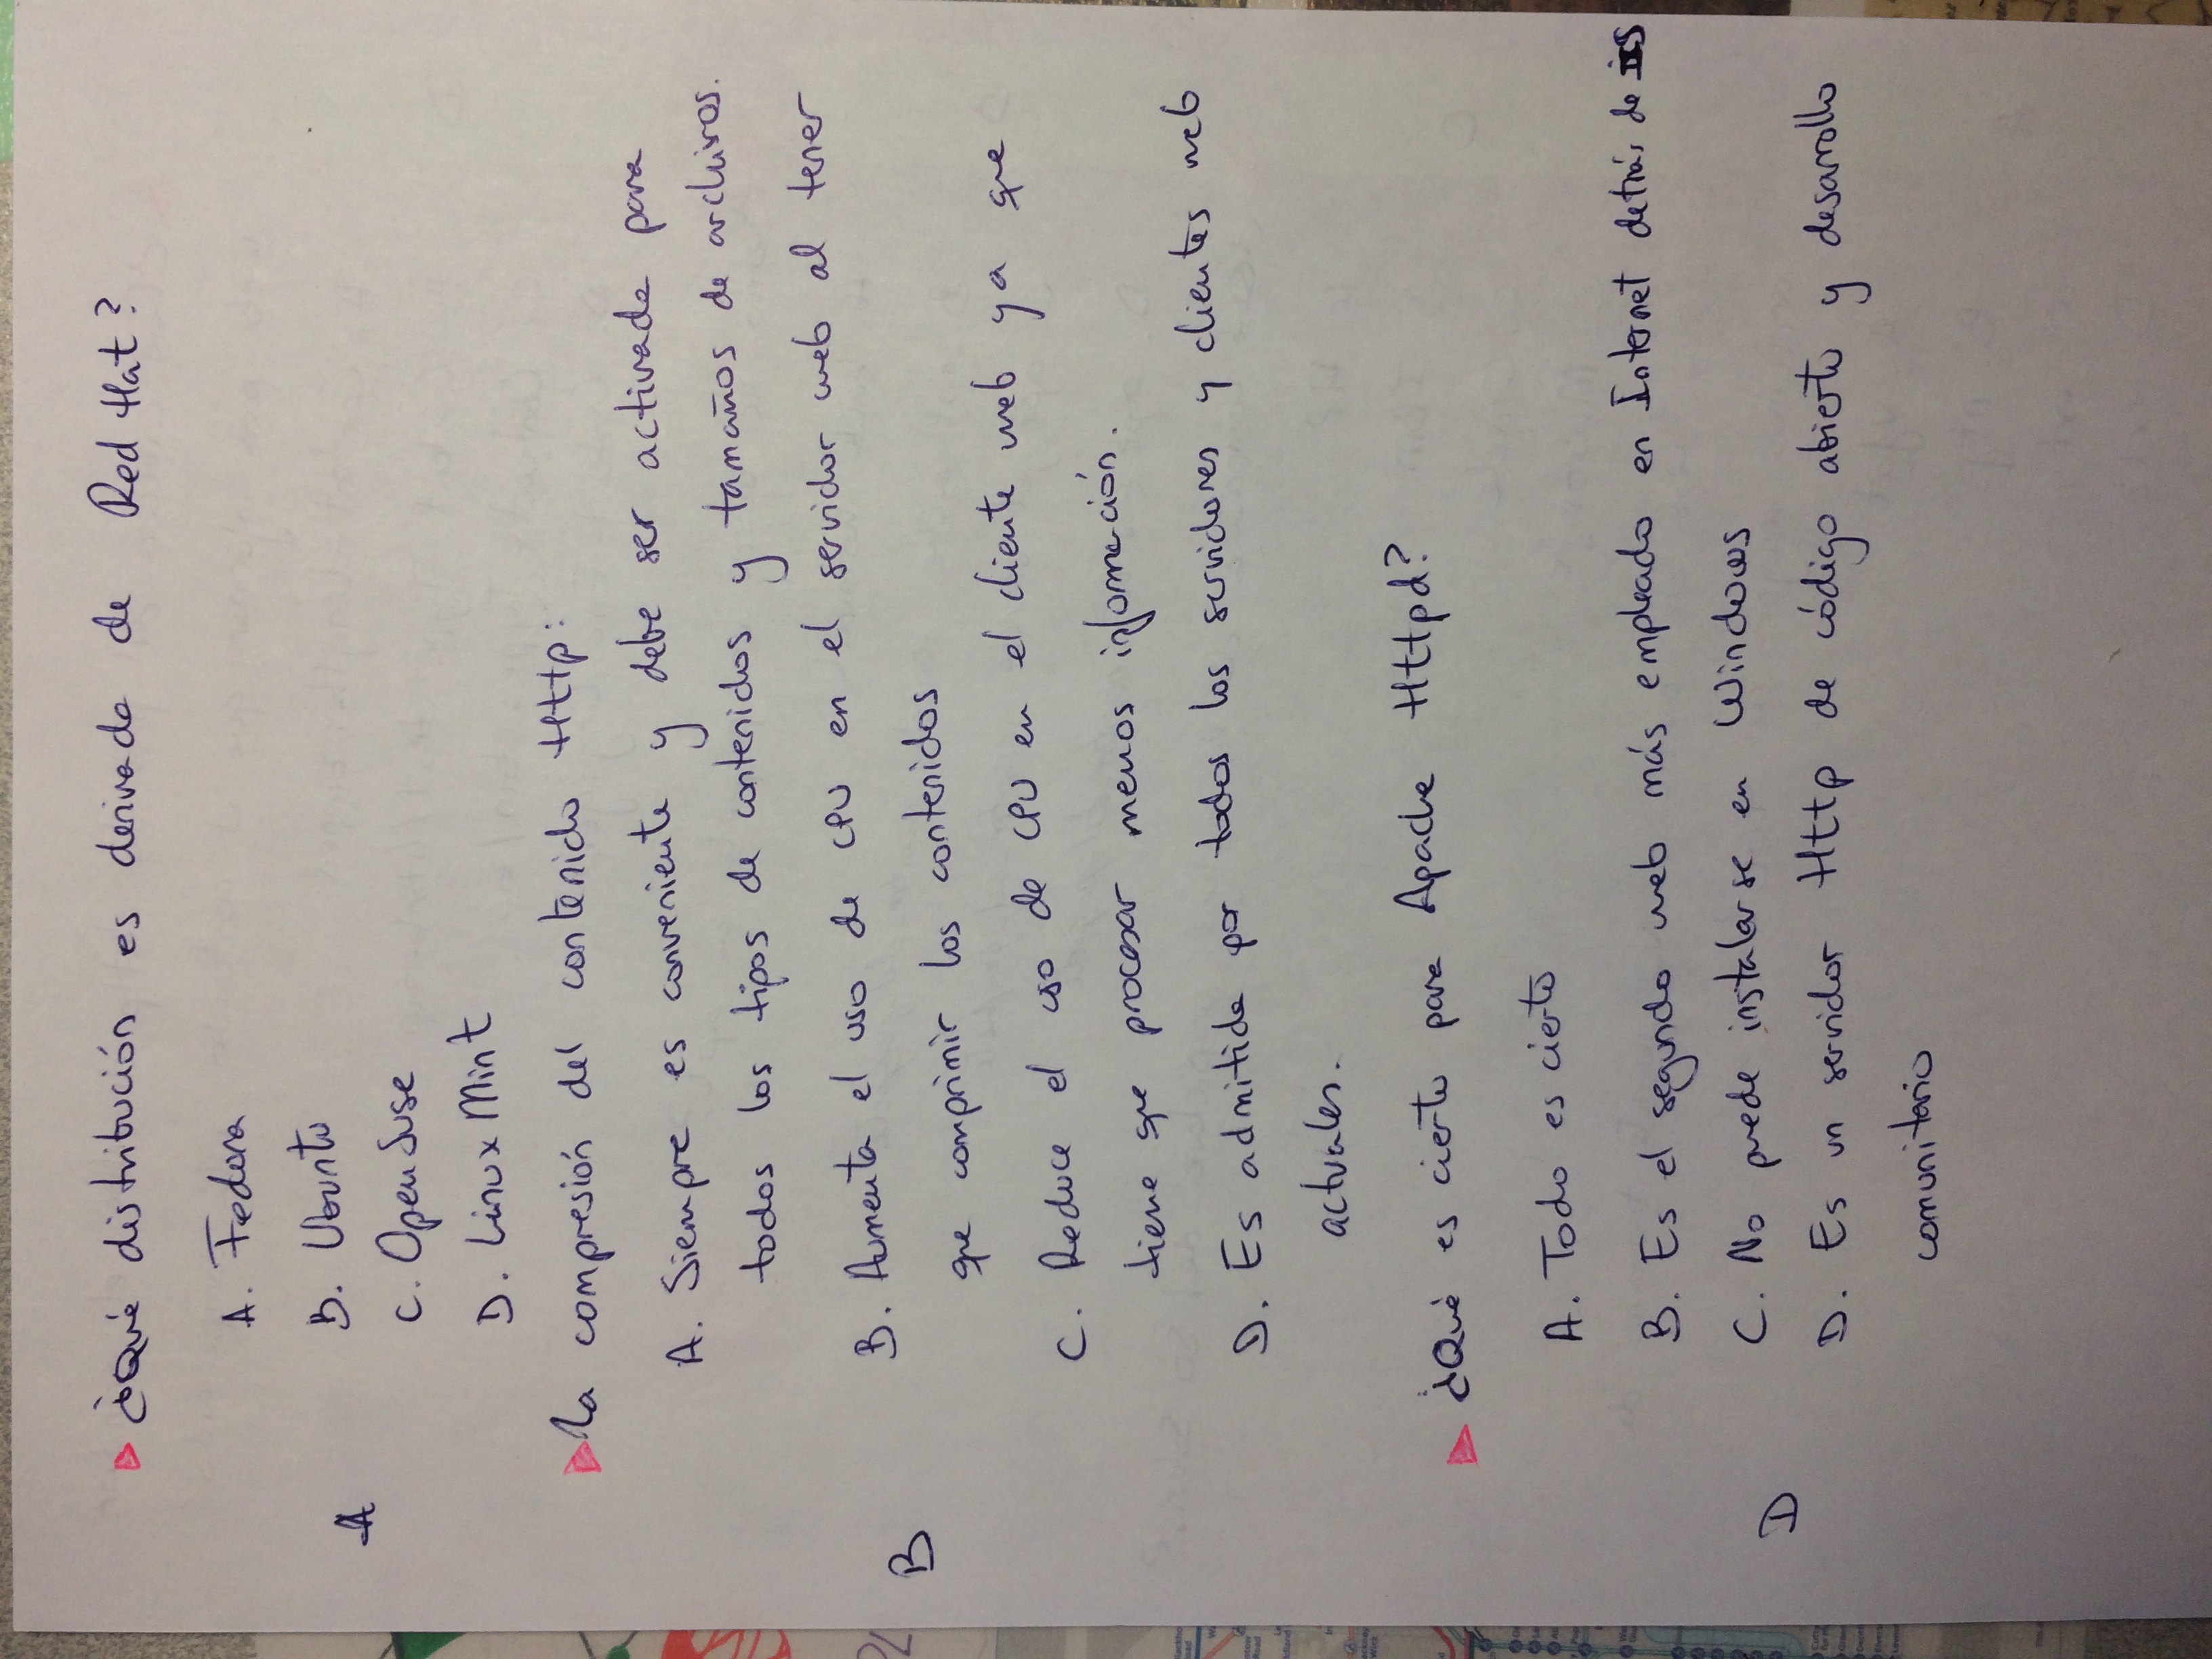 ¿Qué distribución es derivada de Red Hat?
A. Fedora
B. Ubuntu
A
C. OpenSuse
D. Linux Mint
La compresión del contenido Http:
A. Siempre es conveniente y debe ser activada para
todos los tipos de contenidos y tamaños de archivos.
B. Aumenta el uso de CPU en el servidor web al tener
B
que comprimir los contenidos
C. Reduce el uso de CPU en el cliente web ya que
tiene que procesar menos información.
D. Es admitida por todos los servidores y clientes web
actuales.
¿Qué es cierto para Apache Httpd?
A. Todo es cierto
B. Es el segundo web más empleado en Internet detrás de IIS
C. No puede instalarse en Windows
D
D. Es un servidor Http de código abierto y desarrollo
comunitario